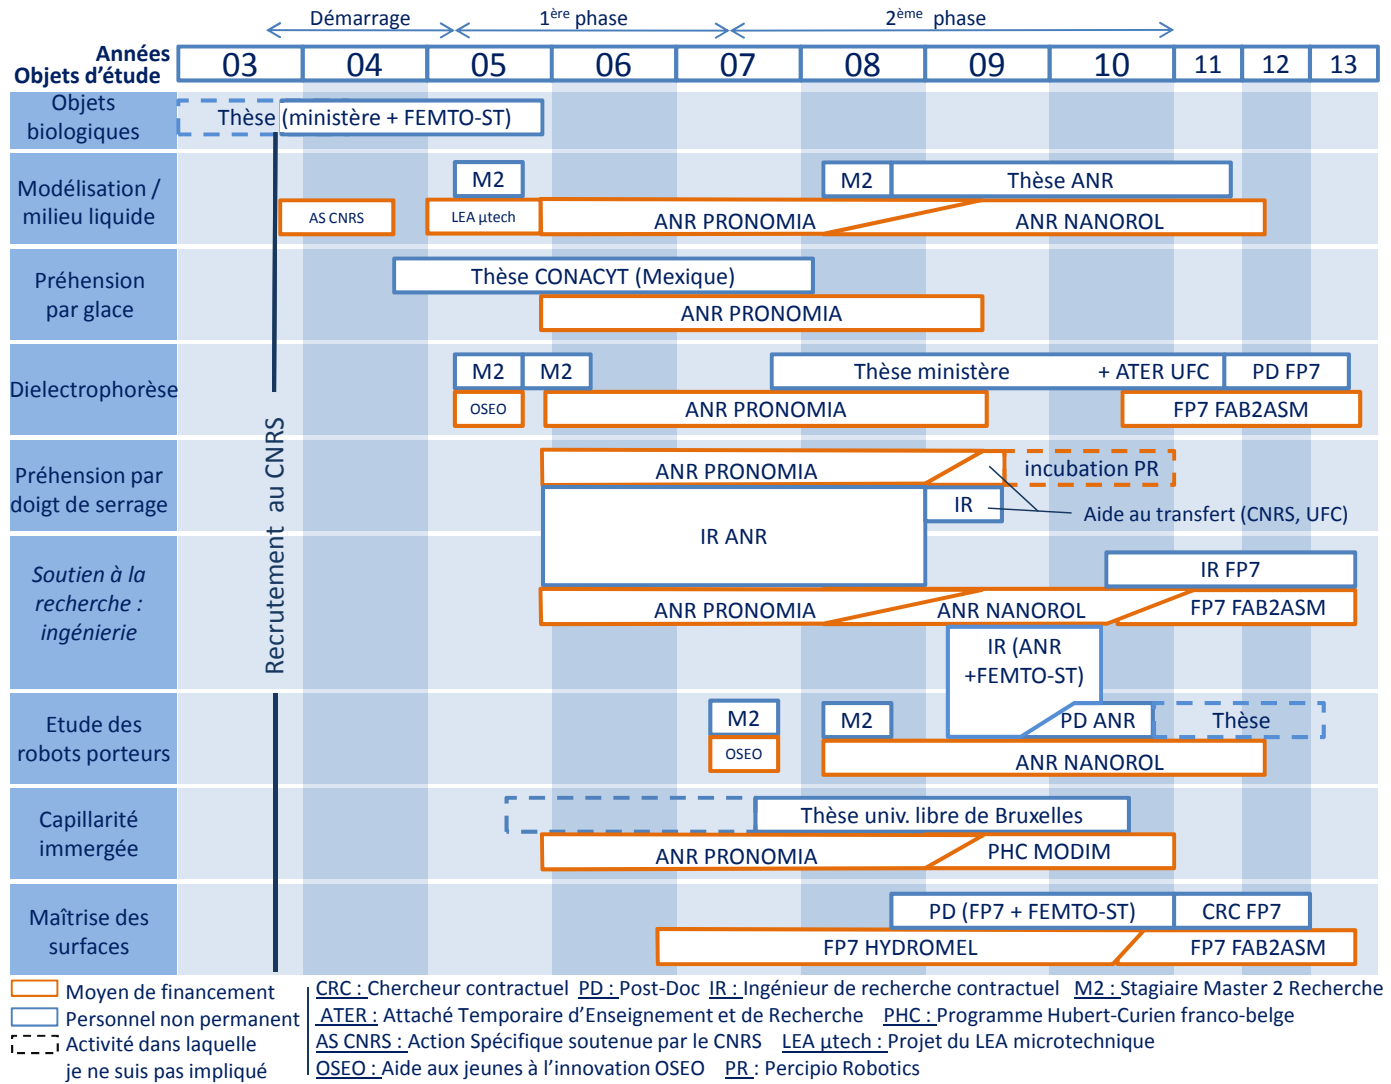 Démarrage 1ère phase 2ème phase
Années
Objets d'étude
03 04 05 06 07 08 09 10 11 12 13
Objets
biologiques
Thèse (ministère + FEMTO-ST)
Modélisation /
milieu liquide
M2 M2 Thèse ANR
AS CNRS LEA µtech ANR PRONOMIA ANR NANOROL
Préhension
par glace
Thèse CONACYT (Mexique)
ANR PRONOMIA
Dielectrophorèse
M2 M2 Thèse ministère + ATER UFC PD FP7
OSEO ANR PRONOMIA FP7 FAB2ASM
Recrutement au CNRS
Préhension par
doigt de serrage
ANR PRONOMIA incubation PR
IR ANR IR Aide au transfert (CNRS, UFC)
Soutien à la
recherche :
ingénierie
IR FP7
ANR PRONOMIA ANR NANOROL FP7 FAB2ASM
IR (ANR
+FEMTO-ST)
Etude des
robots porteurs
M2 M2 PD ANR Thèse
OSEO ANR NANOROL
Capillarité
immergée
Thèse univ. libre de Bruxelles
ANR PRONOMIA PHC MODIM
Maîtrise des
surfaces
PD (FP7 + FEMTO-ST) CRC FP7
FP7 HYDROMEL FP7 FAB2ASM
Moyen de financement
Personnel non permanent
Activité dans laquelle
je ne suis pas impliqué
CRC : Chercheur contractuel PD : Post-Doc IR : Ingénieur de recherche contractuel M2 : Stagiaire Master 2 Recherche
ATER : Attaché Temporaire d'Enseignement et de Recherche PHC : Programme Hubert-Curien franco-belge
AS CNRS : Action Spécifique soutenue par le CNRS LEA µtech : Projet du LEA microtechnique
OSEO : Aide aux jeunes à l'innovation OSEO PR : Percipio Robotics